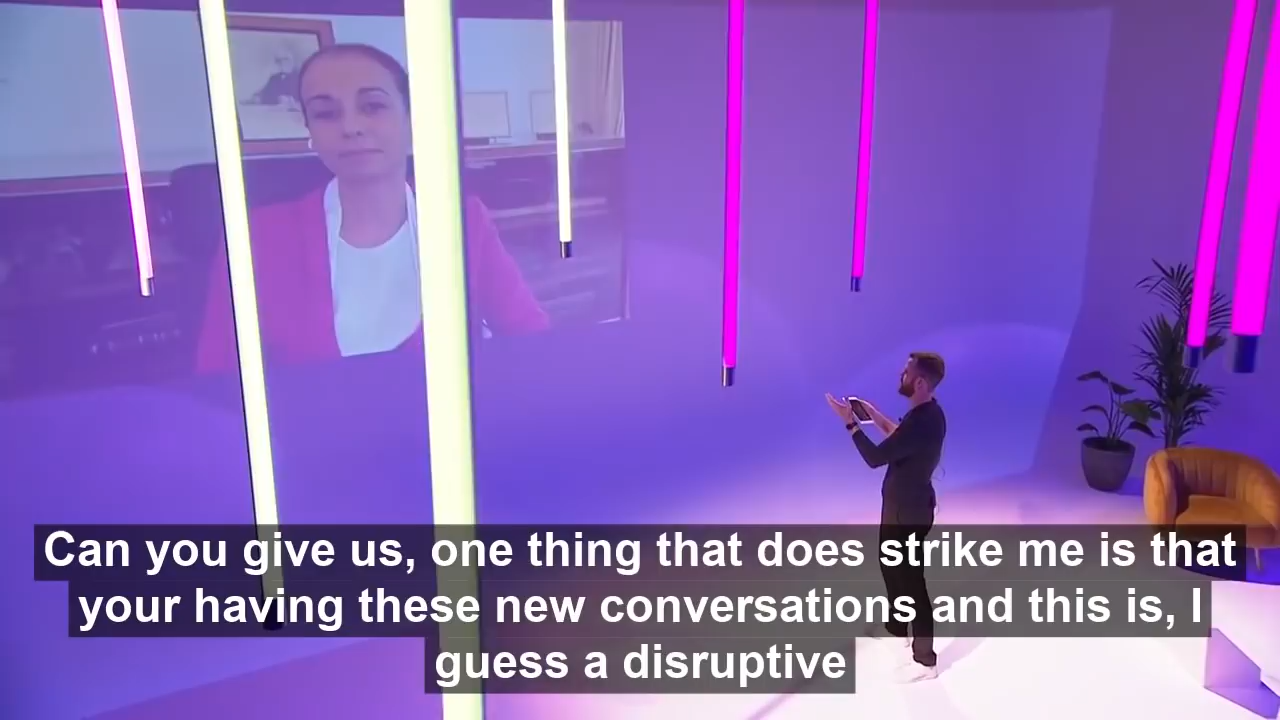 Can you give us, one thing that does strike me is that
your having these new conversations and this is, I
guess a disruptive